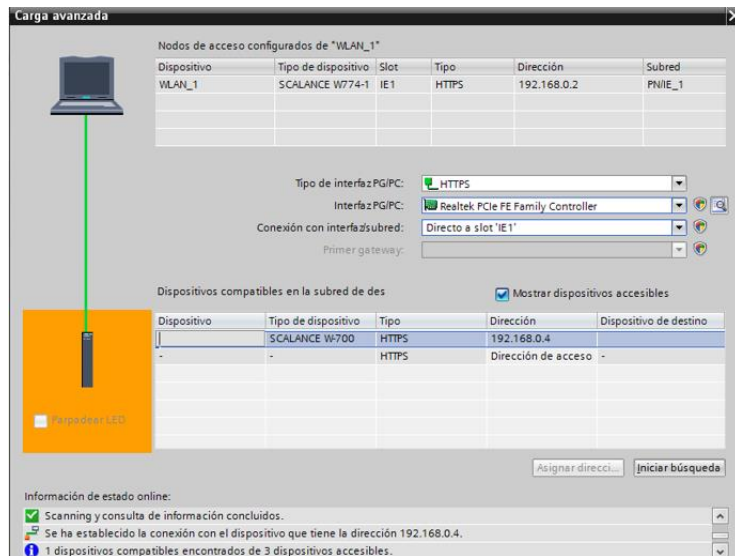 Carga avanzada
Nodos de acceso configurados de "WLAN_1"
Dispositivo Tipo de dispositivo Slot Tipo Dirección Subred
WLAN_1 SCALANCE W774-1 IE1 HTTPS 192.168.0.2 PN/IE_1
Tipo de interfaz PG/PC: HTTPS
Interfaz PG/PC: Realtek PCIe FE Family Controller
Conexión con interfaz/subred: Directo a slot 'IE1'
Primer gateway:
Dispositivos compatibles en la subred de des Mostrar dispositivos accesibles
Dispositivo Tipo de dispositivo Tipo Dirección Dispositivo de destino
SCALANCE W-700 HTTPS 192.168.0.4
- - HTTPS Dirección de acceso -
Parpadear LED
Asignar direcci... Iniciar búsqueda
Información de estado online:
Scanning y consulta de información concluidos.
Se ha establecido la conexión con el dispositivo que tiene la dirección 192.168.0.4.
1 dispositivos compatibles encontrados de 3 dispositivos accesibles.